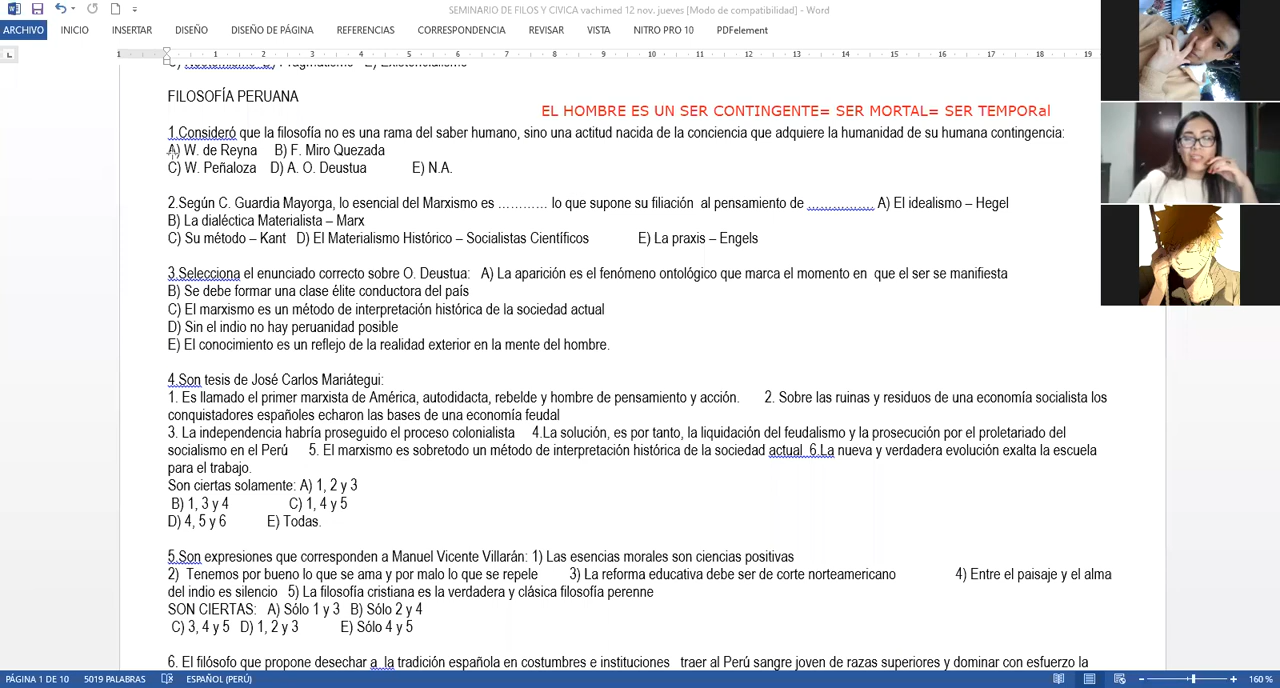 SEMINARIO DE FILOS Y CIVICA vachimed 12 nov. jueves [Modo de compatibilidad] - Word
ARCHIVO INICIO INSERTAR DISEÑO DISEÑO DE PÁGINA REFERENCIAS CORRESPONDENCIA REVISAR VISTA NITRO PRO 10 PDFelement
1 1 2 3 4 5 6 7 8 9 10 11 12 13 14 15 16 17 18 19
FILOSOFÍA PERUANA
EL HOMBRE ES UN SER CONTINGENTE= SER MORTAL= SER TEMPORal
1.Consideró que la filosofía no es una rama del saber humano, sino una actitud nacida de la conciencia que adquiere la humanidad de su humana contingencia:
A) W. de Reyna B) F. Miro Quezada
C) W. Peñaloza D) A. O. Deustua E) N.A.
2.Según C. Guardia Mayorga, lo esencial del Marxismo es ………… lo que supone su filiación al pensamiento de ................ A) El idealismo – Hegel
B) La dialéctica Materialista – Marx
C) Su método – Kant D) El Materialismo Histórico – Socialistas Científicos E) La praxis – Engels
3.Selecciona el enunciado correcto sobre O. Deustua: A) La aparición es el fenómeno ontológico que marca el momento en que el ser se manifiesta
B) Se debe formar una clase élite conductora del país
C) El marxismo es un método de interpretación histórica de la sociedad actual
D) Sin el indio no hay peruanidad posible
E) El conocimiento es un reflejo de la realidad exterior en la mente del hombre.
4.Son tesis de José Carlos Mariátegui:
1. Es llamado el primer marxista de América, autodidacta, rebelde y hombre de pensamiento y acción. 2. Sobre las ruinas y residuos de una economía socialista los
conquistadores españoles echaron las bases de una economía feudal
3. La independencia habría proseguido el proceso colonialista 4.La solución, es por tanto, la liquidación del feudalismo y la prosecución por el proletariado del
socialismo en el Perú 5. El marxismo es sobretodo un método de interpretación histórica de la sociedad actual 6.La nueva y verdadera evolución exalta la escuela
para el trabajo.
Son ciertas solamente: A) 1, 2 y 3
B) 1, 3 y 4 C) 1, 4 y 5
D) 4, 5 y 6 E) Todas.
5.Son expresiones que corresponden a Manuel Vicente Villarán: 1) Las esencias morales son ciencias positivas
2) Tenemos por bueno lo que se ama y por malo lo que se repele 3) La reforma educativa debe ser de corte norteamericano 4) Entre el paisaje y el alma
del indio es silencio 5) La filosofía cristiana es la verdadera y clásica filosofía perenne
SON CIERTAS: A) Sólo 1 y 3 B) Sólo 2 y 4
C) 3, 4 y 5 D) 1, 2 y 3 E) Sólo 4 y 5
6. El filósofo que propone desechar a la tradición española en costumbres e instituciones traer al Perú sangre joven de razas superiores y dominar con esfuerzo la
PÁGINA 1 DE 10 5019 PALABRAS ESPAÑOL (PERÚ) 160 %